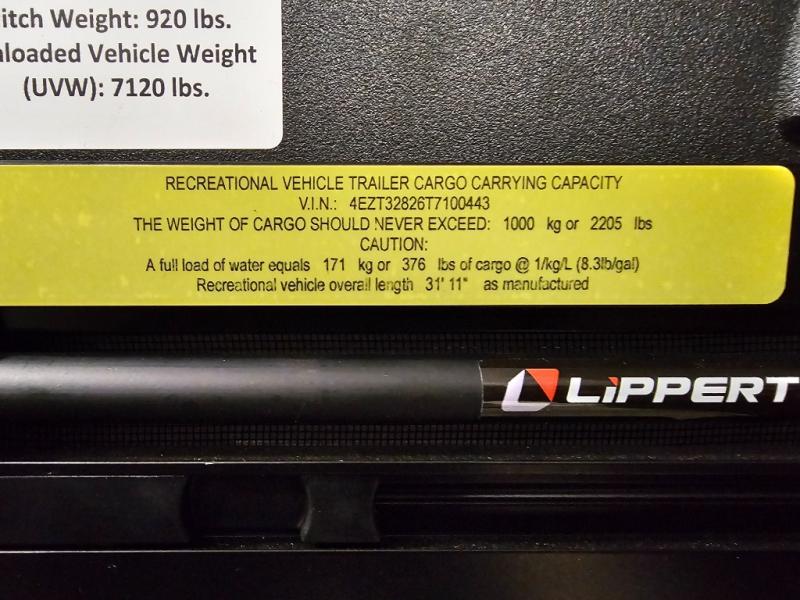 itch Weight: 920 lbs.
nloaded Vehicle Weight
(UVW): 7120 lbs.
RECREATIONAL VEHICLE TRAILER CARGO CARRYING CAPACITY
V.I.N.: 4EZT32826T7100443
THE WEIGHT OF CARGO SHOULD NEVER EXCEED: 1000 kg or 2205 lbs
CAUTION:
A full load of water equals 171 kg or 376 lbs of cargo @ 1/kg/L (8.3lb/gal)
Recreational vehicle overall length 31' 11" as manufactured
LIPPERT